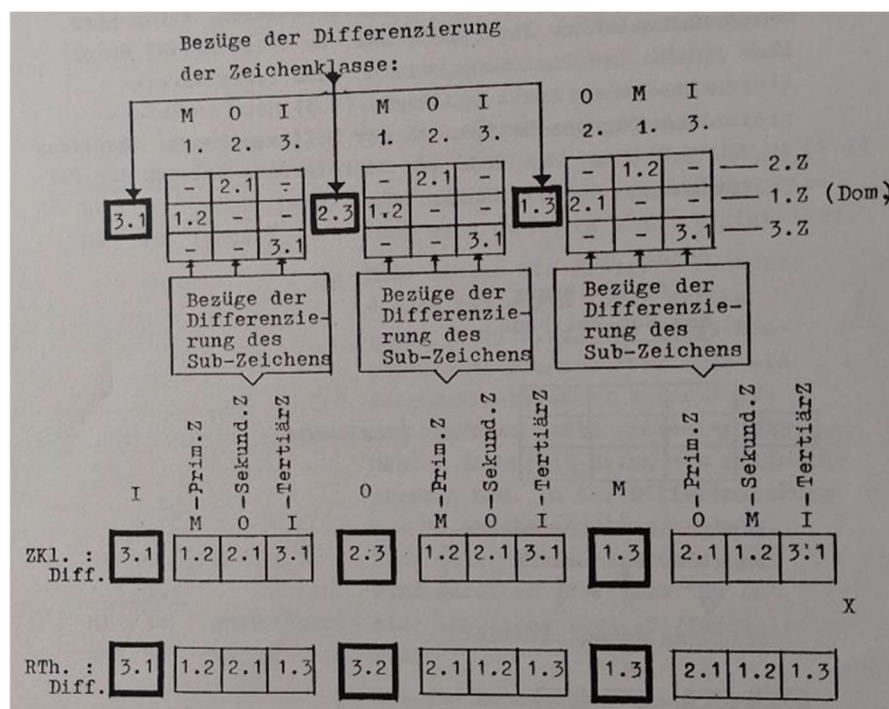 Bezüge der Differenzierung
der Zeichenklasse:
M O I M O I O M I
1. 2. 3. 1. 2. 3. 2. 1. 3.
- 2.1 - - 2.1 - - 1.2 - 2.Z
3.1 1.2 - - 2.3 1.2 - - 1.3 2.1 - - 1.Z (Dom)
- - 3.1 - - 3.1 - - 3.1 3.Z
Bezüge der Bezüge der Bezüge der
Differenzie- Differenzie- Differenzie-
rung des rung des rung des
Sub-Zeichens Sub-Zeichens Sub-Zeichens
I M-Prim.Z O-Sekund.Z I-TertiärZ O M-Prim.Z O-Sekund.Z I-TertiärZ M O-Prim.Z M-Sekund.Z I-TertiärZ
ZKl. : 3.1 1.2 2.1 3.1 2.3 1.2 2.1 3.1 1.3 2.1 1.2 3.1
Diff.
X
RTh. : 3.1 1.2 2.1 1.3 3.2 2.1 1.2 1.3 1.3 2.1 1.2 1.3
Diff.